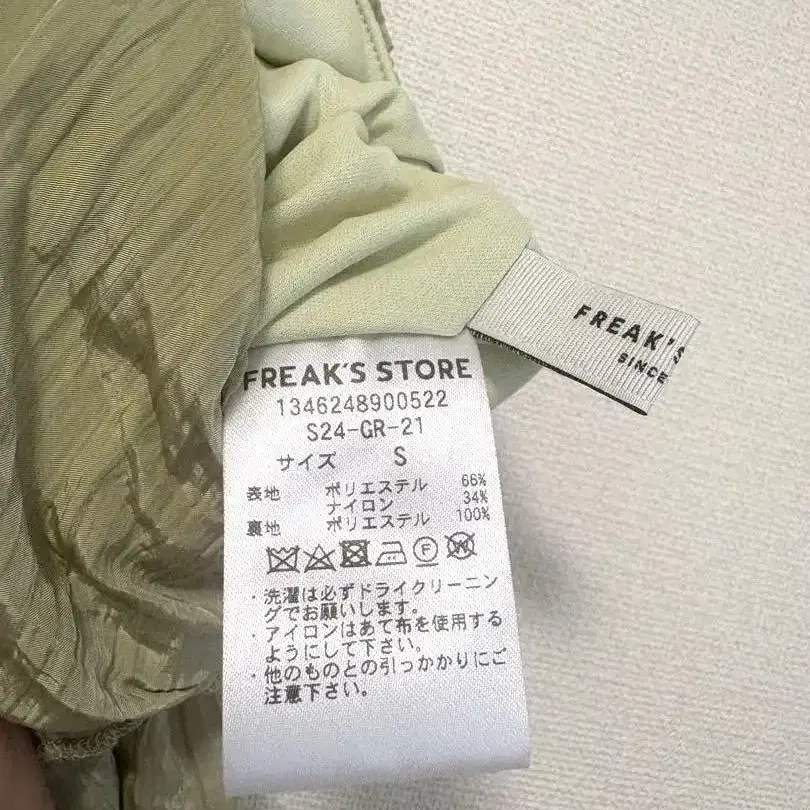 FREAK'S
SINCE
FREAK'S STORE
1346248900522
S24-GR-21
サイズ S
表地 ポリエステル 66%
ナイロン 34%
裏地 ポリエステル 100%
・洗濯は必ずドライクリーニン
グでお願いします。
・アイロンはあて布を使用する
ようにして下さい。
・他のものとの引っかかりにご
注意下さい。